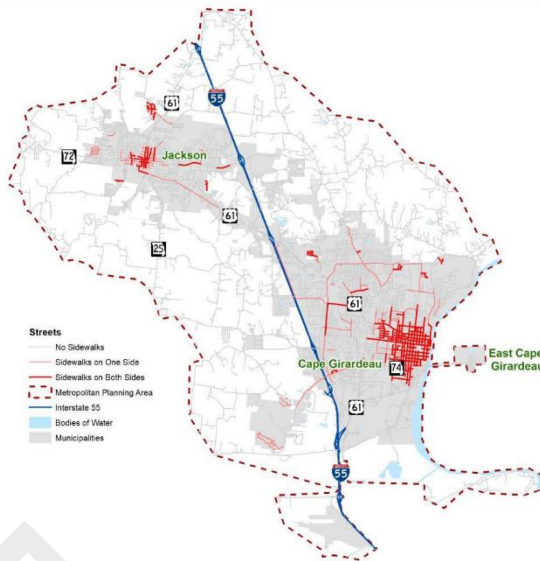 61
55
Jackson
72
61
25
61
Cape Girardeau
74
East Cape
Girardeau
61
55
Streets
No Sidewalks
Sidewalks on One Side
Sidewalks on Both Sides
Metropolitan Planning Area
Interstate 55
Bodies of Water
Municipalities